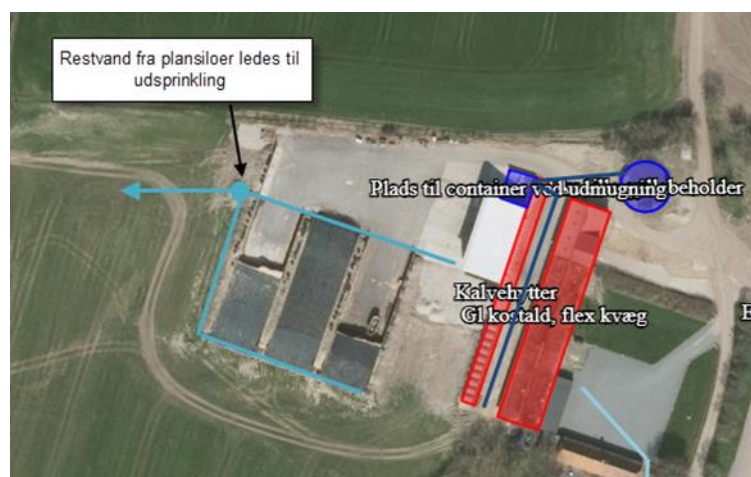 Restvand fra plansiloer ledes til
udsprinkling
Plads til container ved udmugning beholder
Kalvehytter
Gl kostald, flex kvæg
E